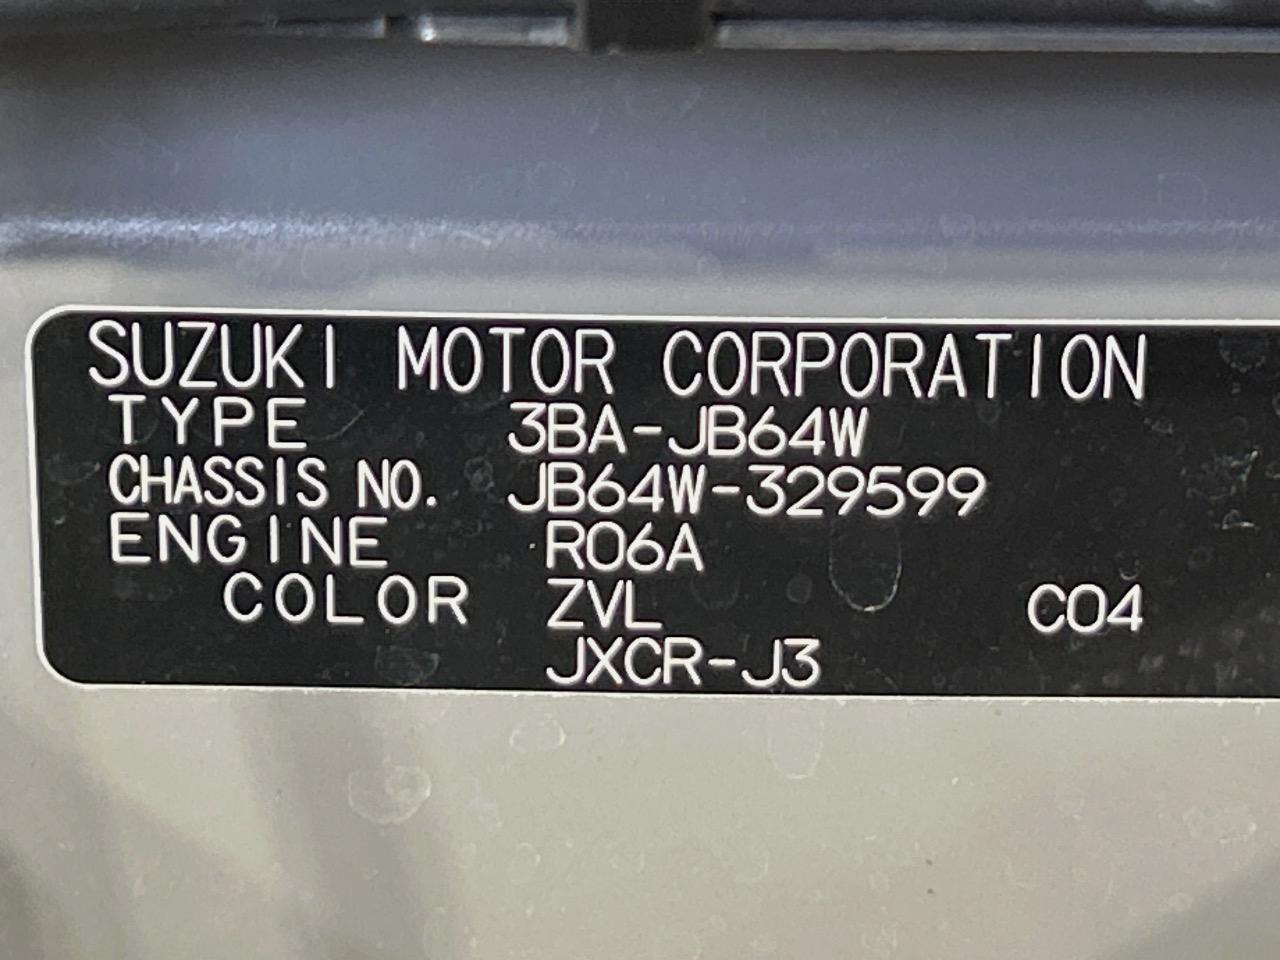 SUZUKI MOTOR CORPORATION
TYPE 3BA-JB64W
CHASSIS NO. JB64W-329599
ENGINE R06A
COLOR ZVL C04
JXCR-J3